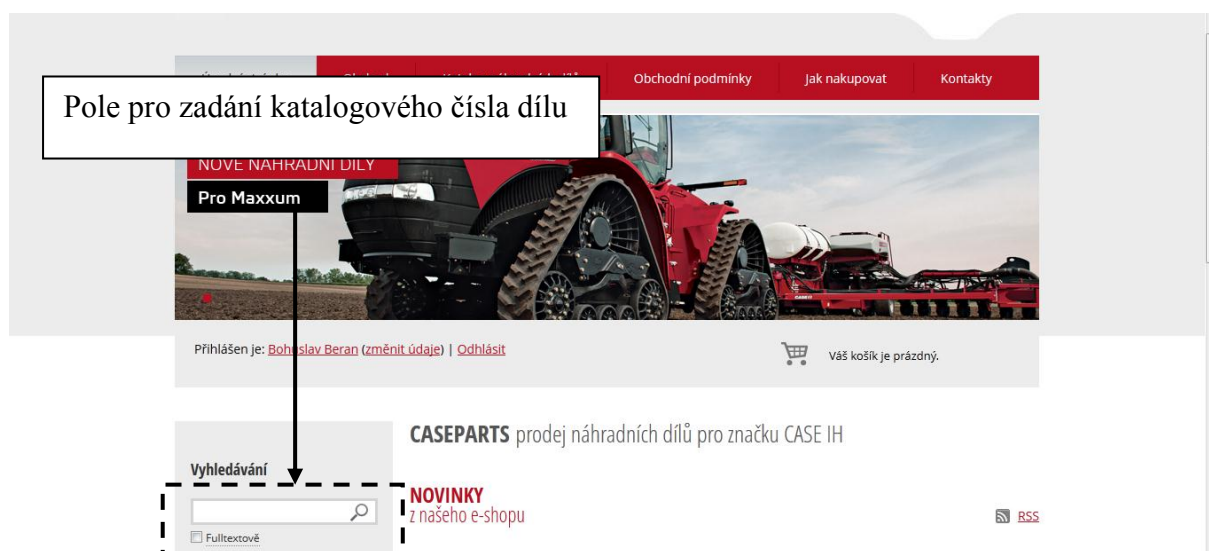 Obchodní podmínky
Jak nakupovat
Kontakty
Pole pro zadání katalogového čísla dílu
NOVÉ NÁHRADNÍ DÍLY
Pro Maxxum
Přihlášen je: Bohuslav Beran (změnit údaje) | Odhlásit
Váš košík je prázdný.
CASEPARTS prodej náhradních dílů pro značku CASE IH
Vyhledávání
NOVINKY
z našeho e-shopu
RSS
Fulltextově